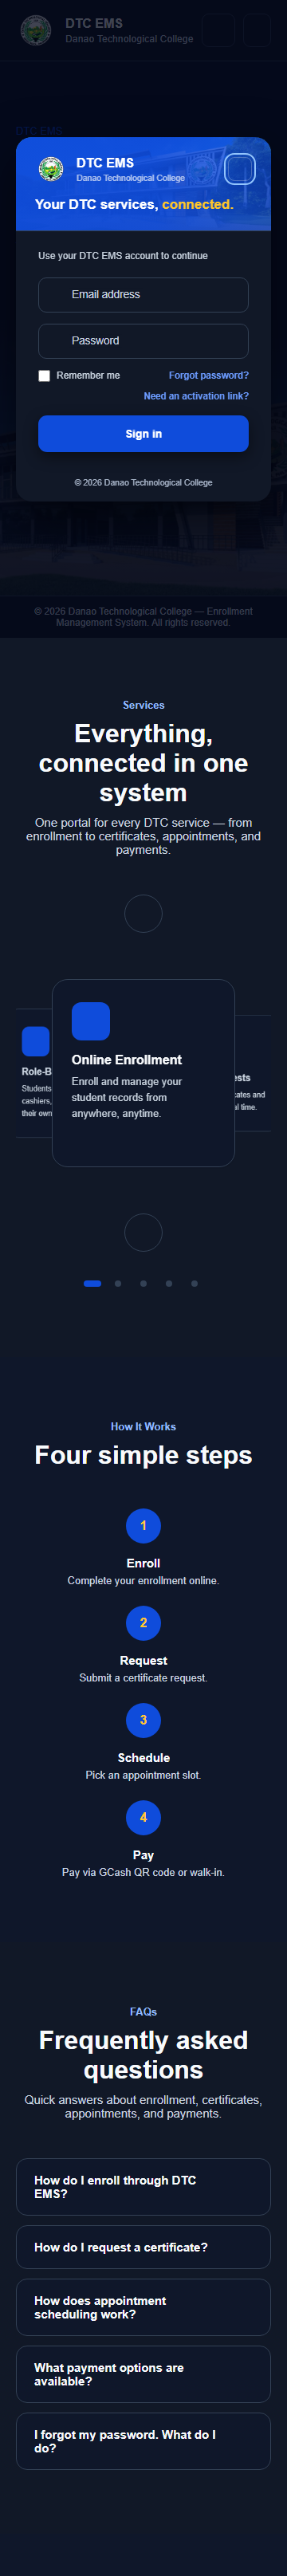 DTC EMS
Danao Technological College
DTC EMS
DTC EMS
Danao Technological College
Your DTC services, connected.
Use your DTC EMS account to continue
Email address
Password
Remember me
Forgot password?
Need an activation link?
Sign in
© 2026 Danao Technological College
© 2026 Danao Technological College — Enrollment
Management System. All rights reserved.
Services
Everything,
connected in one
system
One portal for every DTC service — from
enrollment to certificates, appointments, and
payments.
Online Enrollment
Enroll and manage your
student records from
anywhere, anytime.
Role-B
Students
cashiers,
their own
How It Works
Four simple steps
1
Enroll
Complete your enrollment online.
2
Request
Submit a certificate request.
3
Schedule
Pick an appointment slot.
4
Pay
Pay via GCash QR code or walk-in.
FAQs
Frequently asked
questions
Quick answers about enrollment, certificates,
appointments, and payments.
How do I enroll through DTC
EMS?
How do I request a certificate?
How does appointment
scheduling work?
What payment options are
available?
I forgot my password. What do I
do?